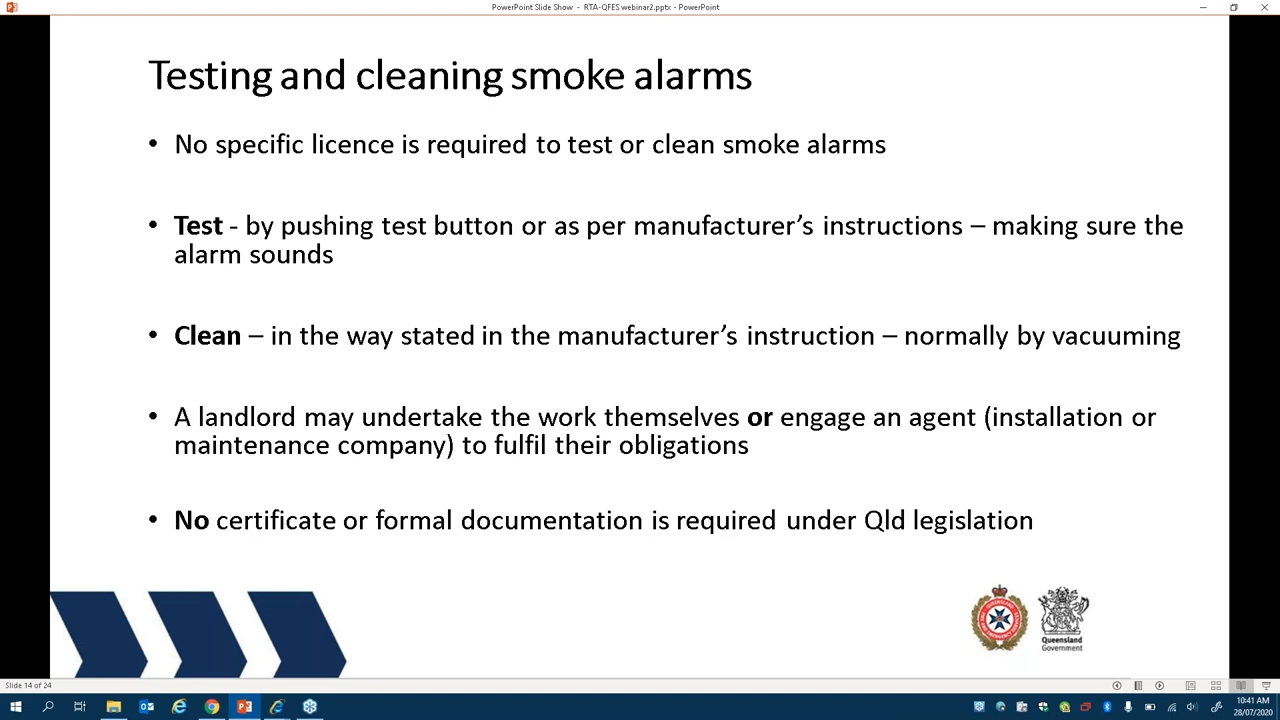 PowerPoint Slide Show - RTA-QFES webinar2.pptx - PowerPoint
Testing and cleaning smoke alarms
• No specific licence is required to test or clean smoke alarms
• Test - by pushing test button or as per manufacturer’s instructions – making sure the
alarm sounds
• Clean – in the way stated in the manufacturer’s instruction – normally by vacuuming
• A landlord may undertake the work themselves or engage an agent (installation or
maintenance company) to fulfil their obligations
• No certificate or formal documentation is required under Qld legislation
Queensland
Government
Slide 14 of 24
10:41 AM
28/07/2020